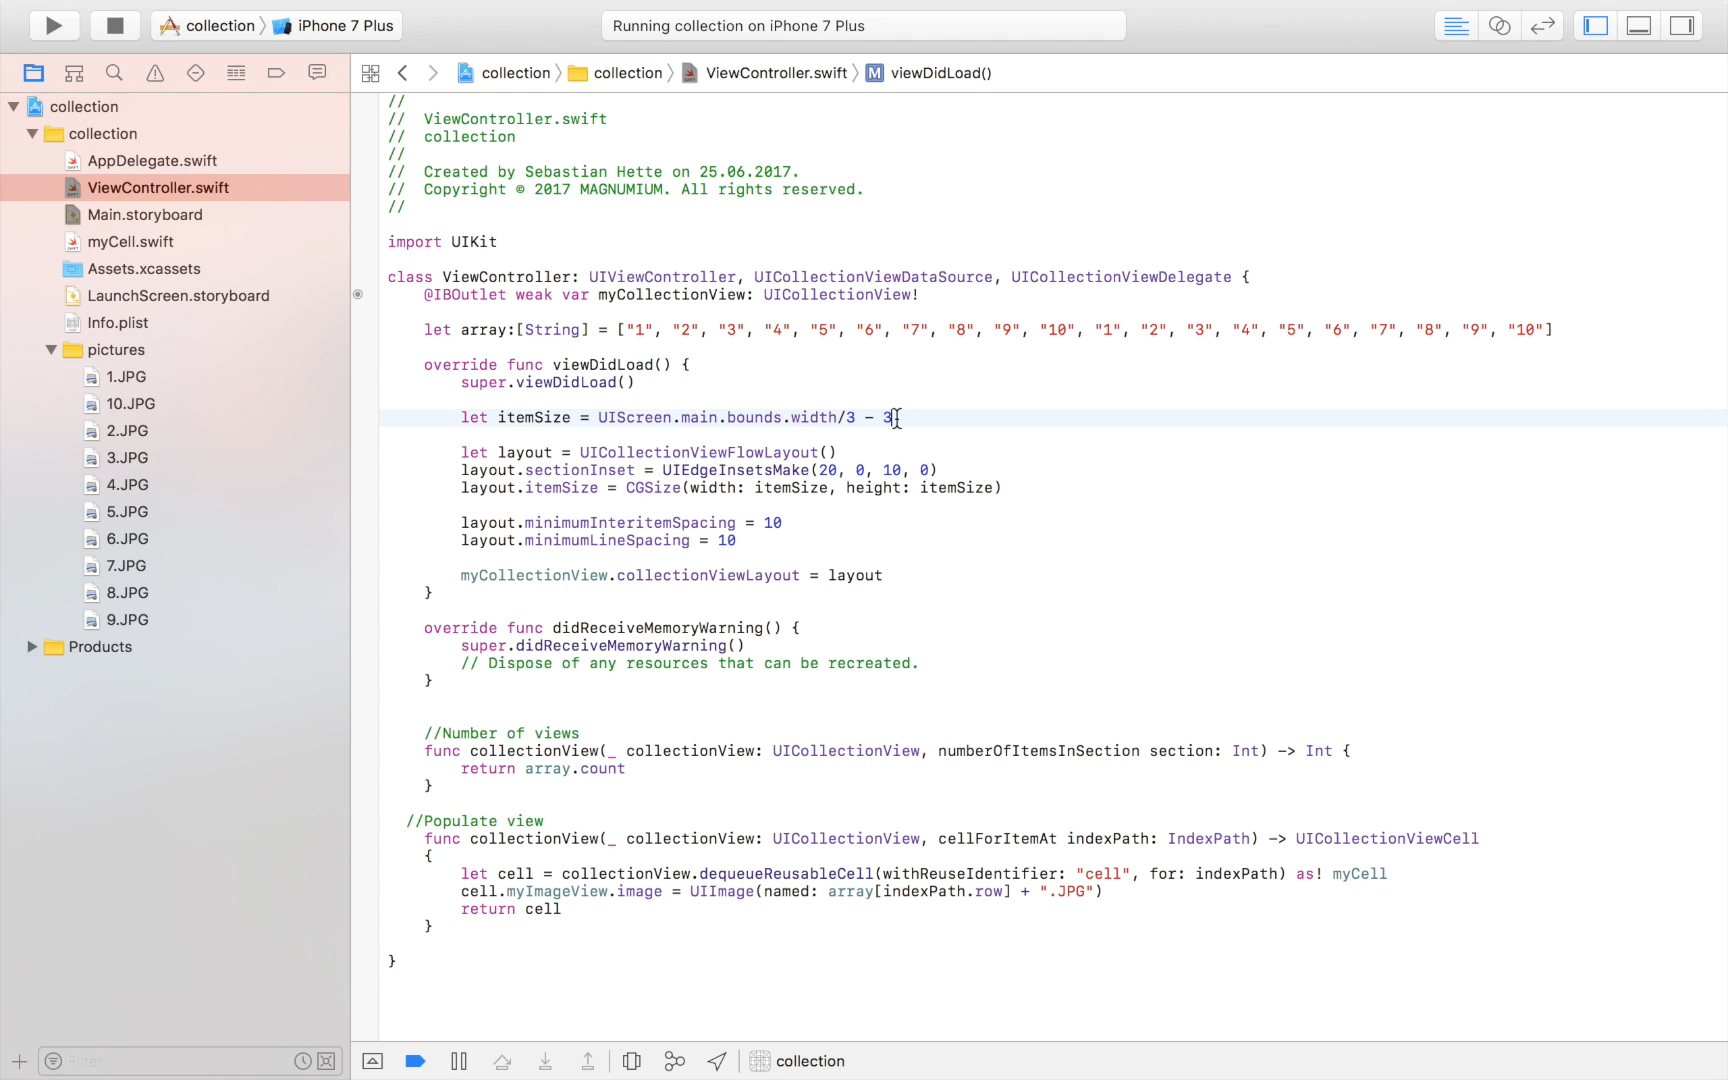 collection
iPhone 7 Plus
Running collection on iPhone 7 Plus
collection
collection
ViewController.swift
M
viewDidLoad()
collection
collection
AppDelegate.swift
ViewController.swift
Main.storyboard
myCell.swift
Assets.xcassets
LaunchScreen.storyboard
Info.plist
pictures
1.JPG
10.JPG
2.JPG
3.JPG
4.JPG
5.JPG
6.JPG
7.JPG
8.JPG
9.JPG
Products
Filter
//
//  ViewController.swift
//  collection
//
//  Created by Sebastian Hette on 25.06.2017.
//  Copyright © 2017 MAGNUMIUM. All rights reserved.
//
import UIKit
class ViewController: UIViewController, UICollectionViewDataSource, UICollectionViewDelegate {
@IBOutlet weak var myCollectionView: UICollectionView!
let array:[String] = ["1", "2", "3", "4", "5", "6", "7", "8", "9", "10", "1", "2", "3", "4", "5", "6", "7", "8", "9", "10"]
override func viewDidLoad() {
super.viewDidLoad()
let itemSize = UIScreen.main.bounds.width/3 - 3
let layout = UICollectionViewFlowLayout()
layout.sectionInset = UIEdgeInsetsMake(20, 0, 10, 0)
layout.itemSize = CGSize(width: itemSize, height: itemSize)
layout.minimumInteritemSpacing = 10
layout.minimumLineSpacing = 10
myCollectionView.collectionViewLayout = layout
}
override func didReceiveMemoryWarning() {
super.didReceiveMemoryWarning()
// Dispose of any resources that can be recreated.
}
//Number of views
func collectionView(_ collectionView: UICollectionView, numberOfItemsInSection section: Int) -> Int {
return array.count
}
//Populate view
func collectionView(_ collectionView: UICollectionView, cellForItemAt indexPath: IndexPath) -> UICollectionViewCell
{
let cell = collectionView.dequeueReusableCell(withReuseIdentifier: "cell", for: indexPath) as! myCell
cell.myImageView.image = UIImage(named: array[indexPath.row] + ".JPG")
return cell
}
}
collection